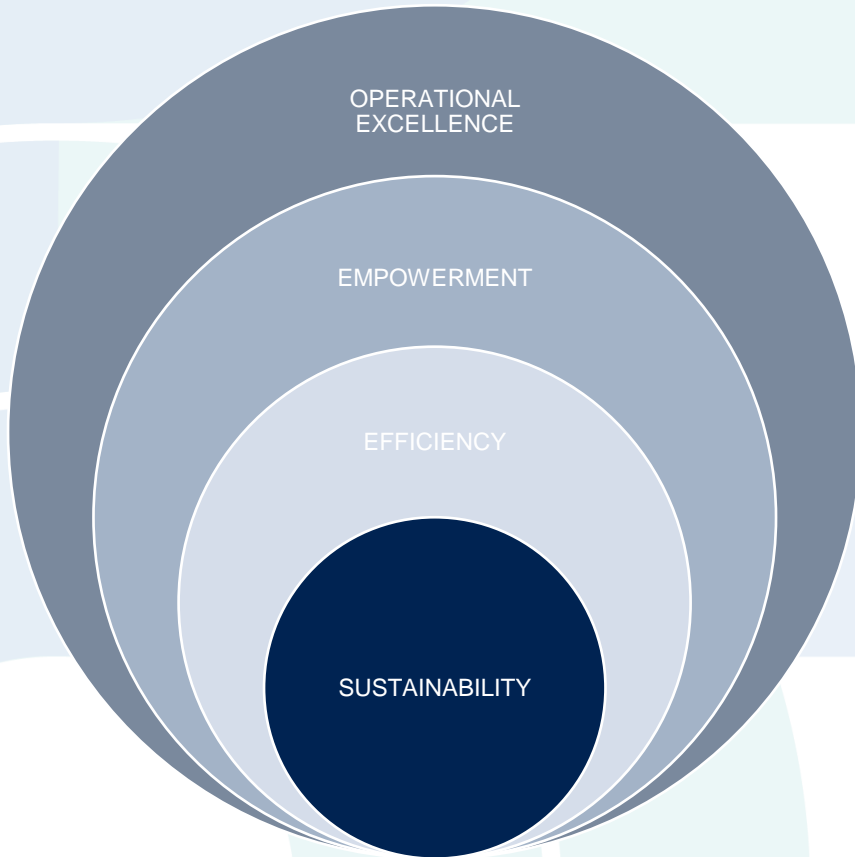 OPERATIONAL
EXCELLENCE
EMPOWERMENT
EFFICIENCY
SUSTAINABILITY